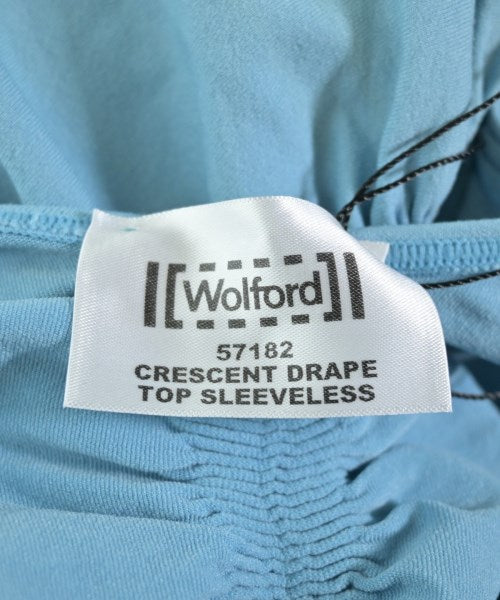 Wolford
57182
CRESCENT DRAPE
TOP SLEEVELESS